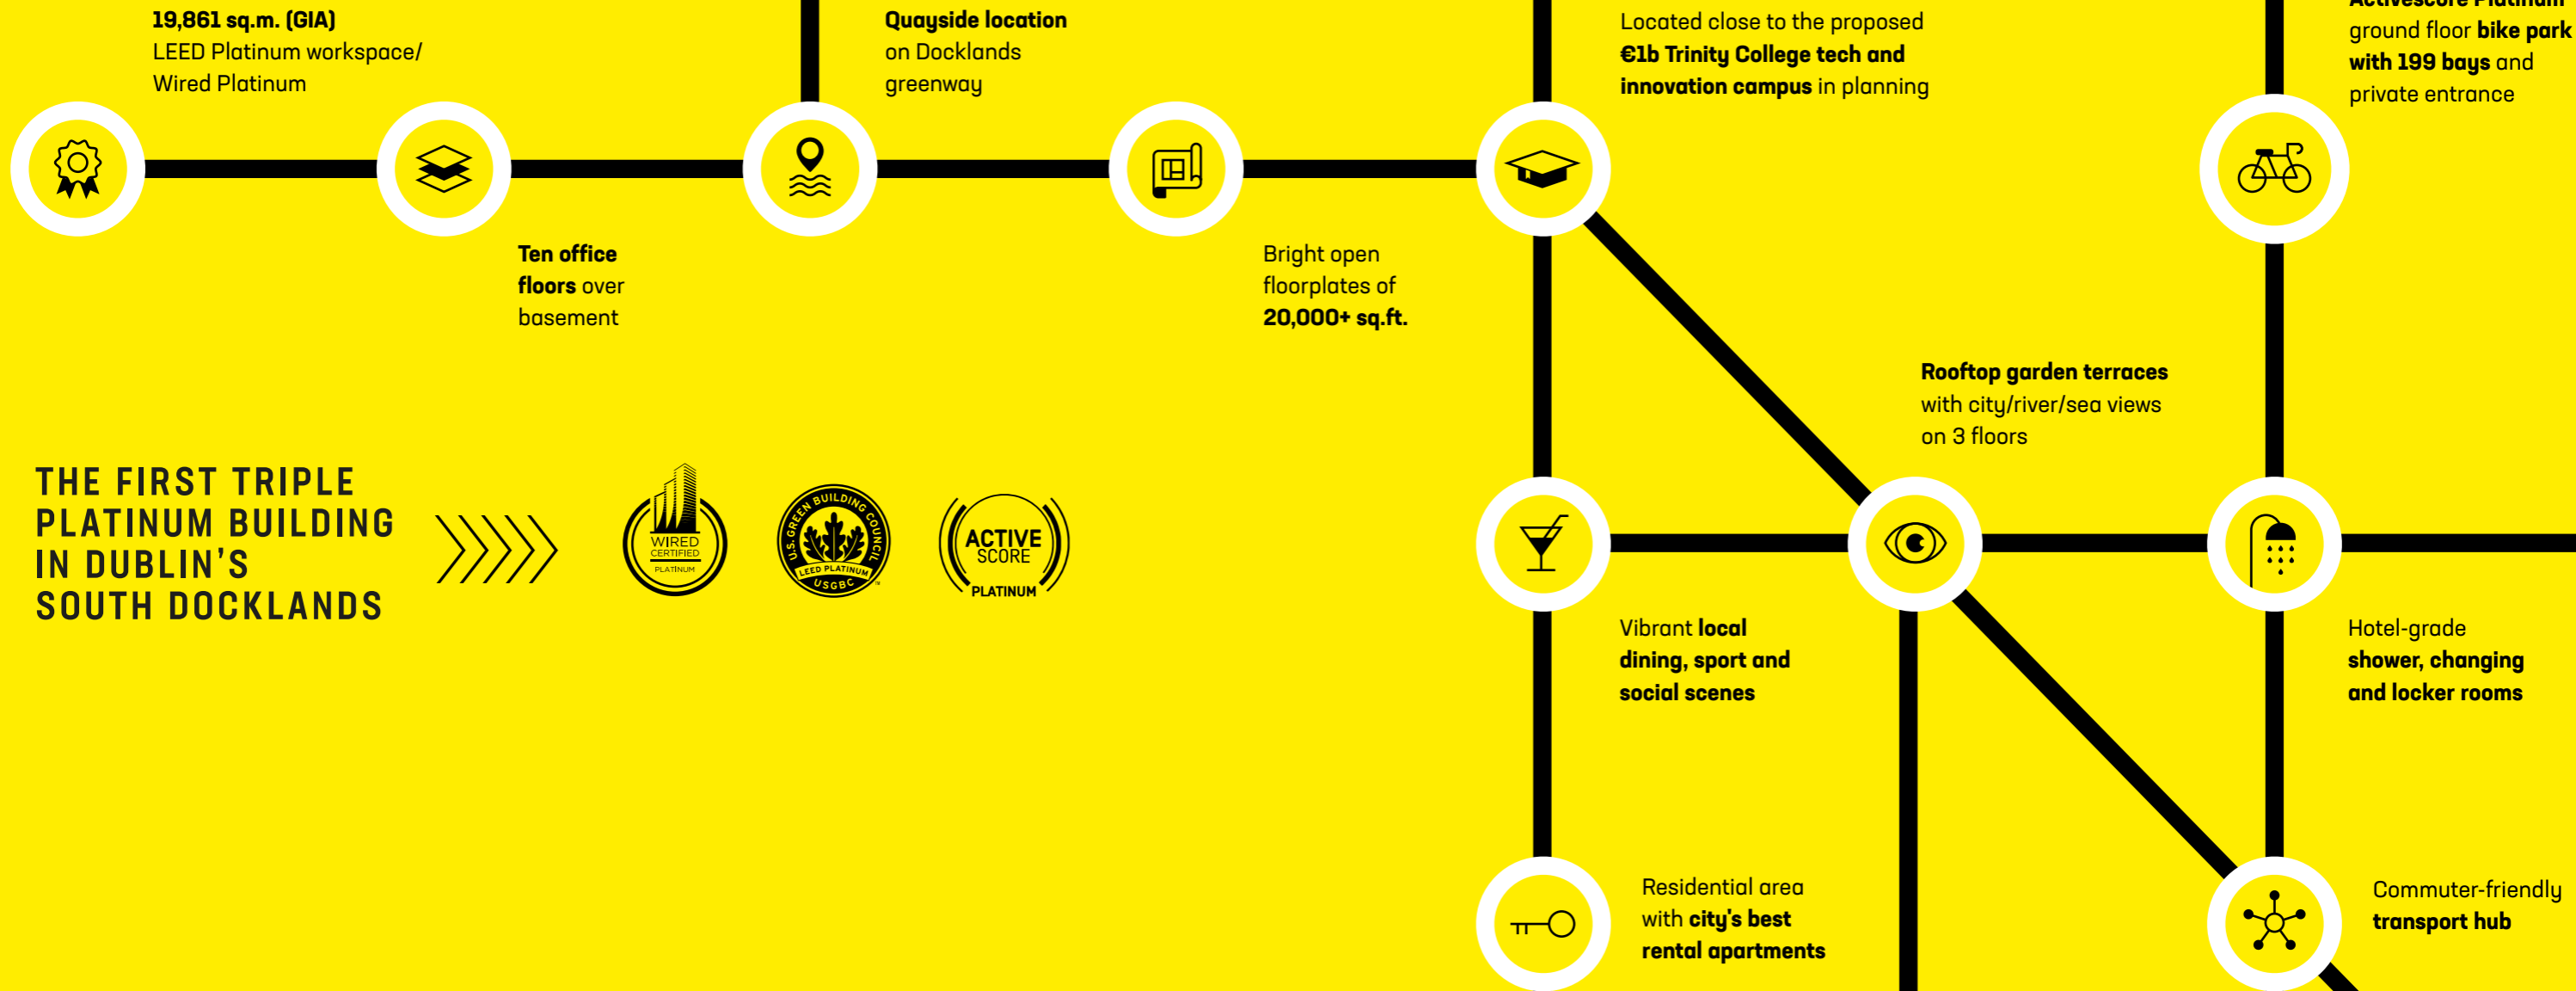 19,861 sq.m. (GIA)
LEED Platinum workspace/
Wired Platinum
Quayside location
on Docklands
greenway
Located close to the proposed
€1b Trinity College tech and
innovation campus in planning
Activescore Platinum
ground floor bike park
with 199 bays and
private entrance
Ten office
floors over
basement
Bright open
floorplates of
20,000+ sq.ft.
Rooftop garden terraces
with city/river/sea views
on 3 floors
THE FIRST TRIPLE
PLATINUM BUILDING
IN DUBLIN'S
SOUTH DOCKLANDS
WIRED
CERTIFIED
PLATINUM
U.S. GREEN BUILDING COUNCIL
LEED PLATINUM
USGBC
TM
ACTIVE
SCORE
PLATINUM
Vibrant local
dining, sport and
social scenes
Hotel-grade
shower, changing
and locker rooms
Residential area
with city's best
rental apartments
Commuter-friendly
transport hub